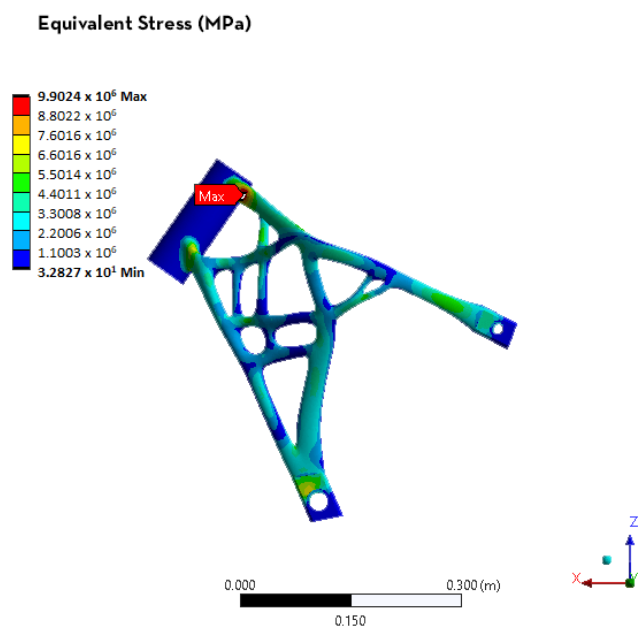 Equivalent Stress (MPa)
9.9024 x 10⁶ Max
8.8022 x 10⁶
7.6016 x 10⁶
6.6016 x 10⁶
5.5014 x 10⁶
4.4011 x 10⁶
3.3008 x 10⁶
2.2006 x 10⁶
1.1003 x 10⁶
3.2827 x 10¹ Min
Max
Z
X
Y
0.000
0.300 (m)
0.150